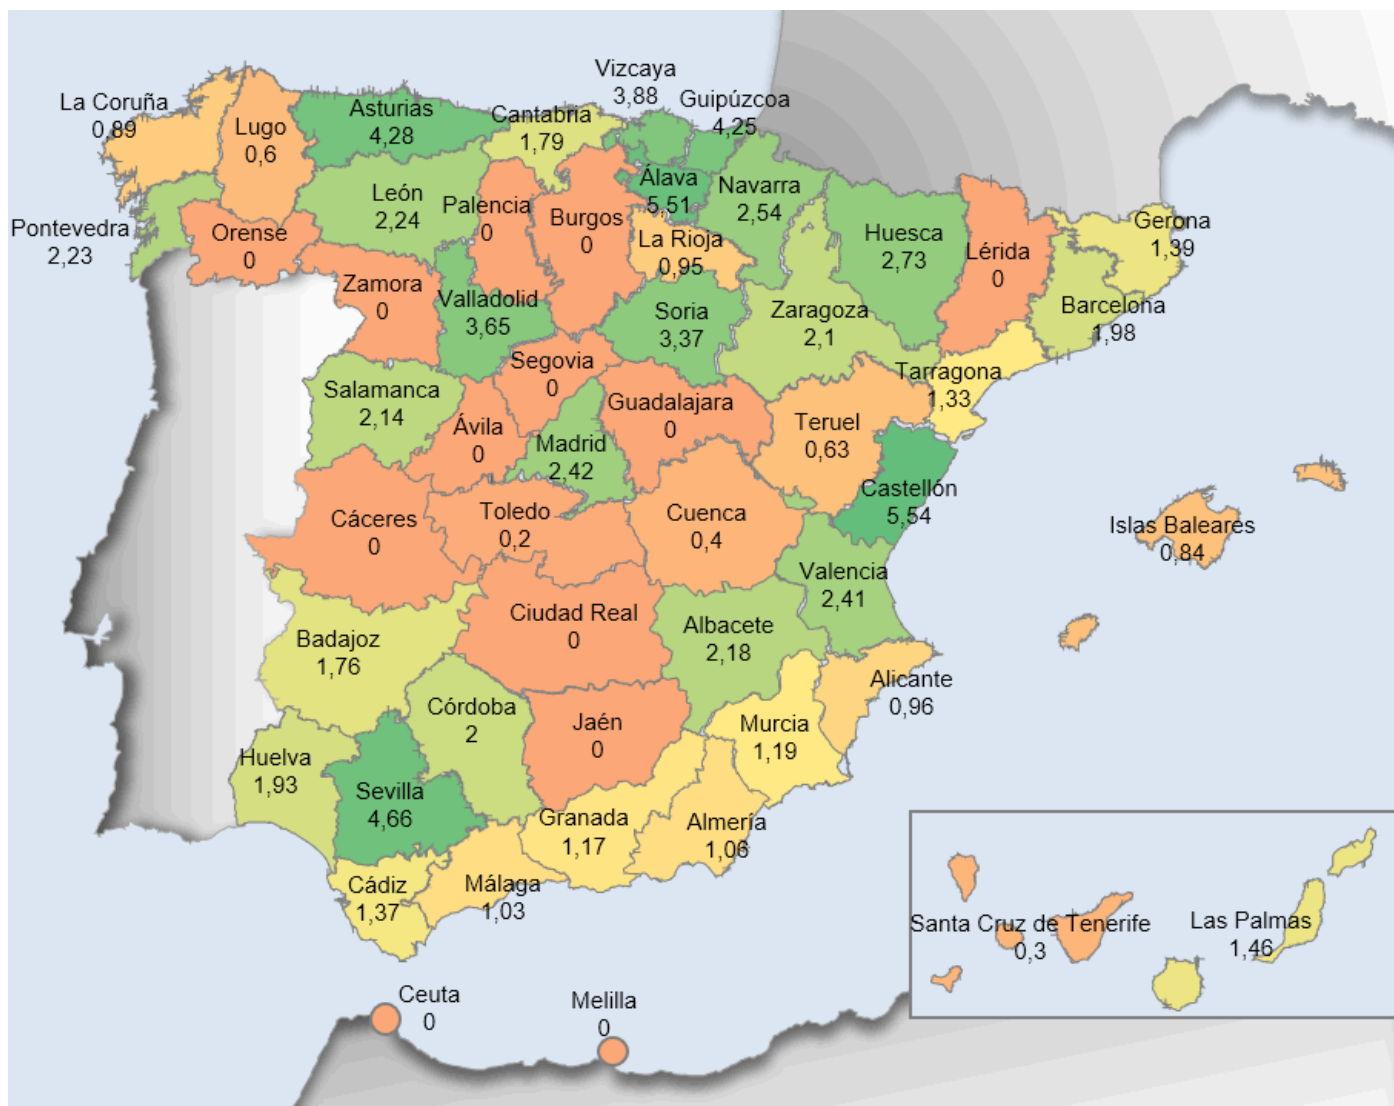 Vizcaya
3,88
Guipúzcoa
4,25
La Coruña
0,89
Lugo
0,6
Asturias
4,28
Cantabria
1,79
Álava
5,51
Navarra
2,54
Pontevedra
2,23
Orense
0
León
2,24
Palencia
0
Burgos
0
La Rioja
0,95
Huesca
2,73
Lérida
0
Gerona
1,39
Zamora
0
Valladolid
3,65
Soria
3,37
Zaragoza
2,1
Barcelona
1,98
Salamanca
2,14
Segovia
0
Ávila
0
Madrid
2,42
Guadalajara
0
Teruel
0,63
Tarragona
1,33
Castellón
5,54
Cáceres
0
Toledo
0,2
Cuenca
0,4
Islas Baleares
0,84
Valencia
2,41
Badajoz
1,76
Ciudad Real
0
Albacete
2,18
Alicante
0,96
Huelva
1,93
Córdoba
2
Jaén
0
Murcia
1,19
Sevilla
4,66
Granada
1,17
Almería
1,06
Cádiz
1,37
Málaga
1,03
Santa Cruz de Tenerife
0,3
Las Palmas
1,46
Ceuta
0
Melilla
0